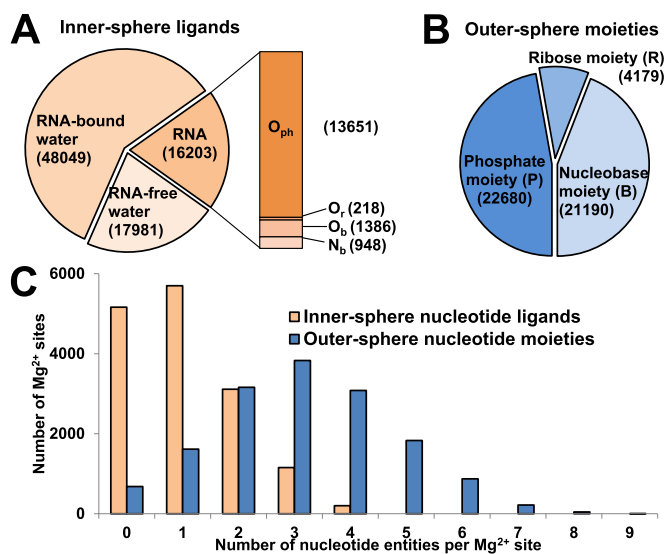 A
Inner-sphere ligands
RNA-bound
water
(48049)
RNA
(16203)
RNA-free
water
(17981)
Oph
(13651)
Or (218)
Ob (1386)
Nb (948)
B
Outer-sphere moieties
Ribose moiety (R)
(4179)
Phosphate
moiety (P)
(22680)
Nucleobase
moiety (B)
(21190)
C
Number of Mg2+ sites
6000
4000
2000
0
Inner-sphere nucleotide ligands
Outer-sphere nucleotide moieties
0 1 2 3 4 5 6 7 8 9
Number of nucleotide entities per Mg2+ site